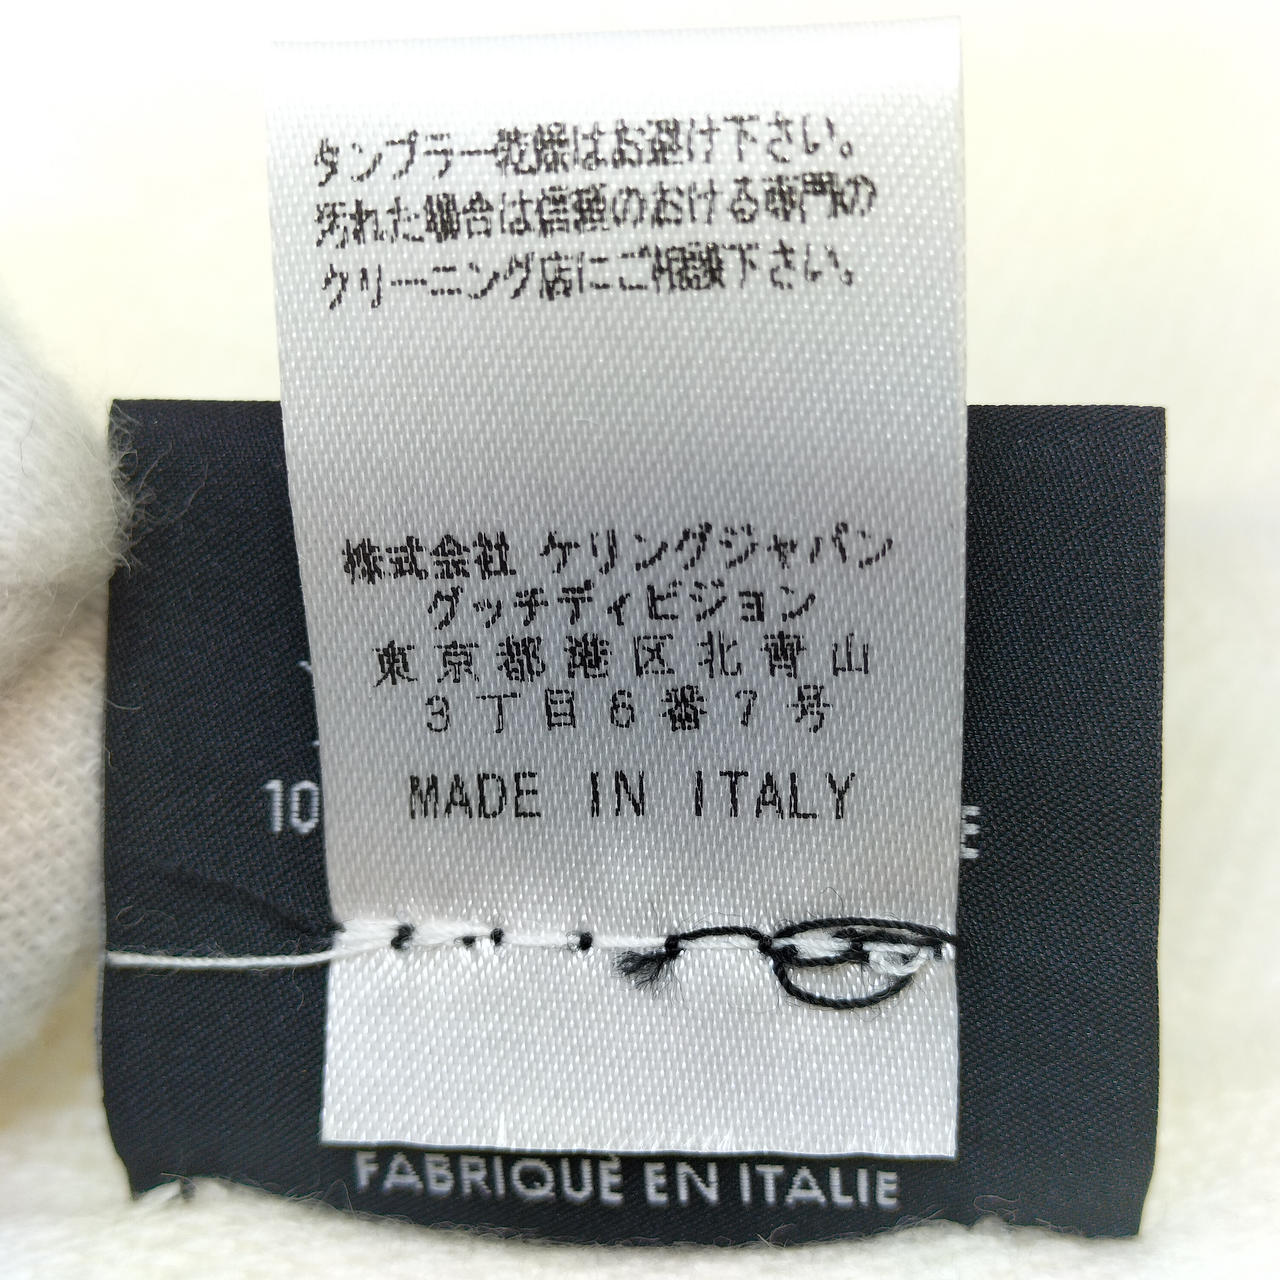 タンブラー乾燥はお避け下さい。
汚れた場合は信頼のおける専門の
クリーニング店にご相談下さい。
株式会社 ケリングジャパン
グッチディビジョン
東京都港区北青山
3丁目6番7号
10
E
MADE IN ITALY
FABRIQUÉ EN ITALIE